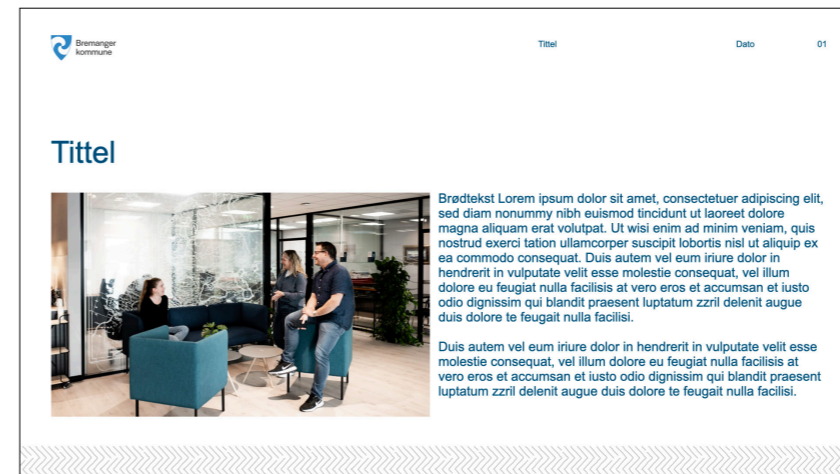 Bremanger
kommune
Tittel
Dato
01
Tittel
Brødtekst Lorem ipsum dolor sit amet, consectetuer adipiscing elit,
sed diam nonummy nibh euismod tincidunt ut laoreet dolore
magna aliquam erat volutpat. Ut wisi enim ad minim veniam, quis
nostrud exerci tation ullamcorper suscipit lobortis nisl ut aliquip ex
ea commodo consequat. Duis autem vel eum iriure dolor in
hendrerit in vulputate velit esse molestie consequat, vel illum
dolore eu feugiat nulla facilisis at vero eros et accumsan et iusto
odio dignissim qui blandit praesent luptatum zzril delenit augue
duis dolore te feugait nulla facilisi.
Duis autem vel eum iriure dolor in hendrerit in vulputate velit esse
molestie consequat, vel illum dolore eu feugiat nulla facilisis at
vero eros et accumsan et iusto odio dignissim qui blandit praesent
luptatum zzril delenit augue duis dolore te feugait nulla facilisi.